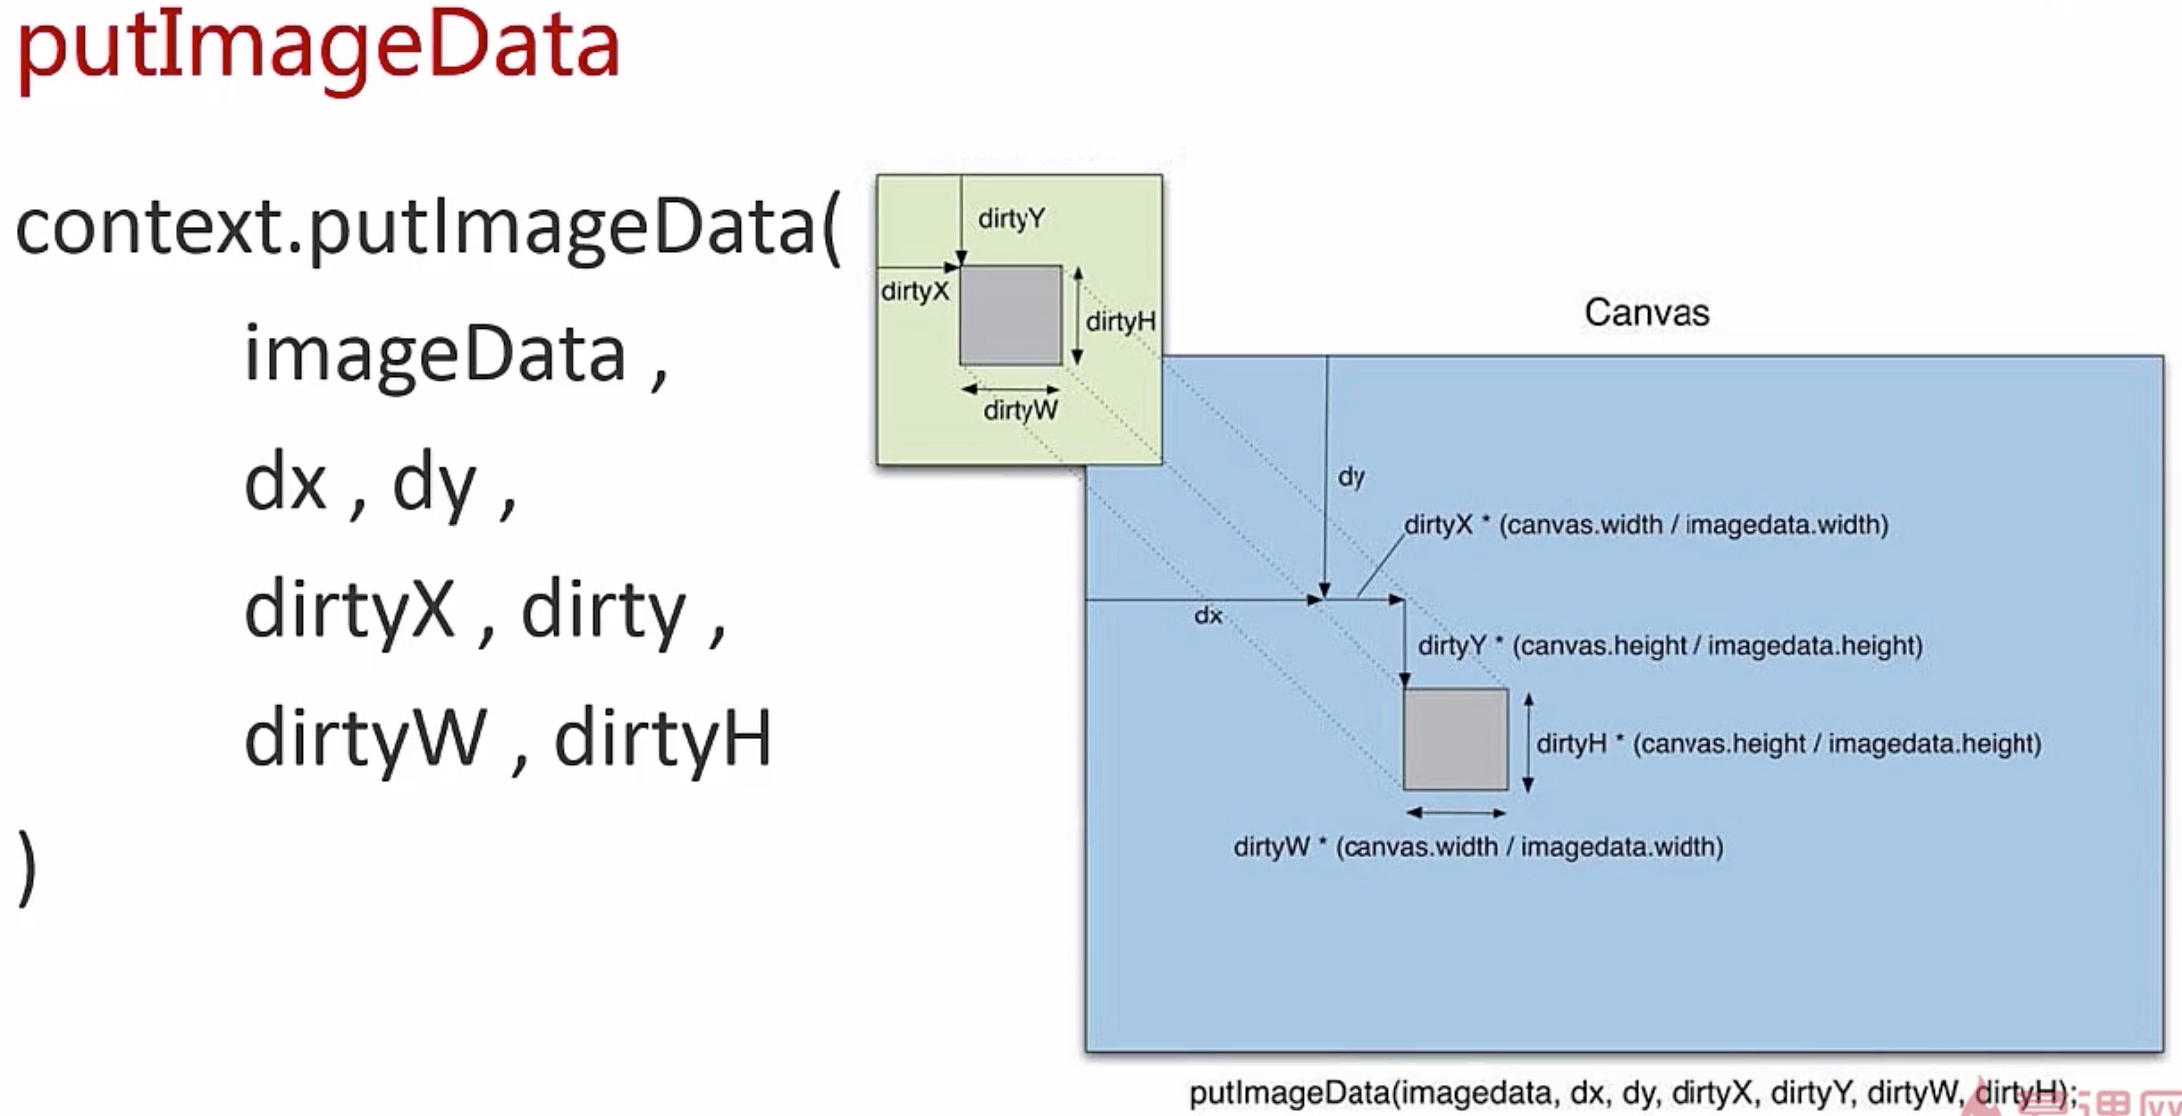 putImageData
context.putImageData(
imageData ,
dx , dy ,
dirtyX , dirty ,
dirtyW , dirtyH
)
dirtyY
dirtyX
dirtyH
dirtyW
Canvas
dy
dirtyX * (canvas.width / imagedata.width)
dx
dirtyY * (canvas.height / imagedata.height)
dirtyH * (canvas.height / imagedata.height)
dirtyW * (canvas.width / imagedata.width)
putImageData(imagedata, dx, dy, dirtyX, dirtyY, dirtyW, dirtyH);